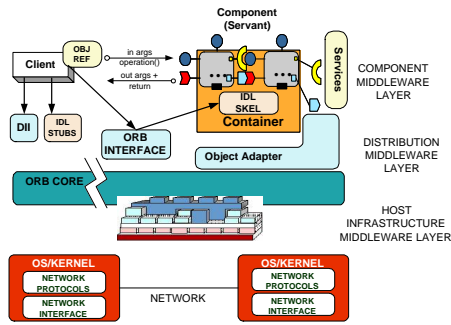 Component
(Servant)
OBJ
REF
Client
in args
operation()
out args +
return
Services
COMPONENT
MIDDLEWARE
LAYER
DII
IDL
STUBS
ORB
INTERFACE
IDL
SKEL
Container
Object Adapter
DISTRIBUTION
MIDDLEWARE
LAYER
ORB CORE
HOST
INFRASTRUCTURE
MIDDLEWARE LAYER
OS/KERNEL
NETWORK
PROTOCOLS
NETWORK
INTERFACE
NETWORK
OS/KERNEL
NETWORK
PROTOCOLS
NETWORK
INTERFACE